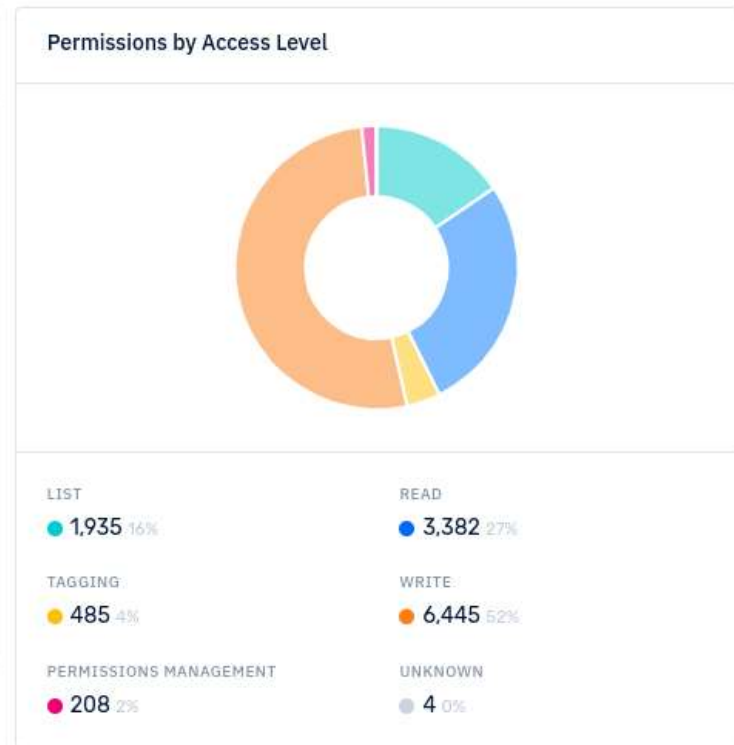 Permissions by Access Level
LIST
1,935 16%
READ
3,382 27%
TAGGING
485 4%
WRITE
6,445 52%
PERMISSIONS MANAGEMENT
208 2%
UNKNOWN
4 0%